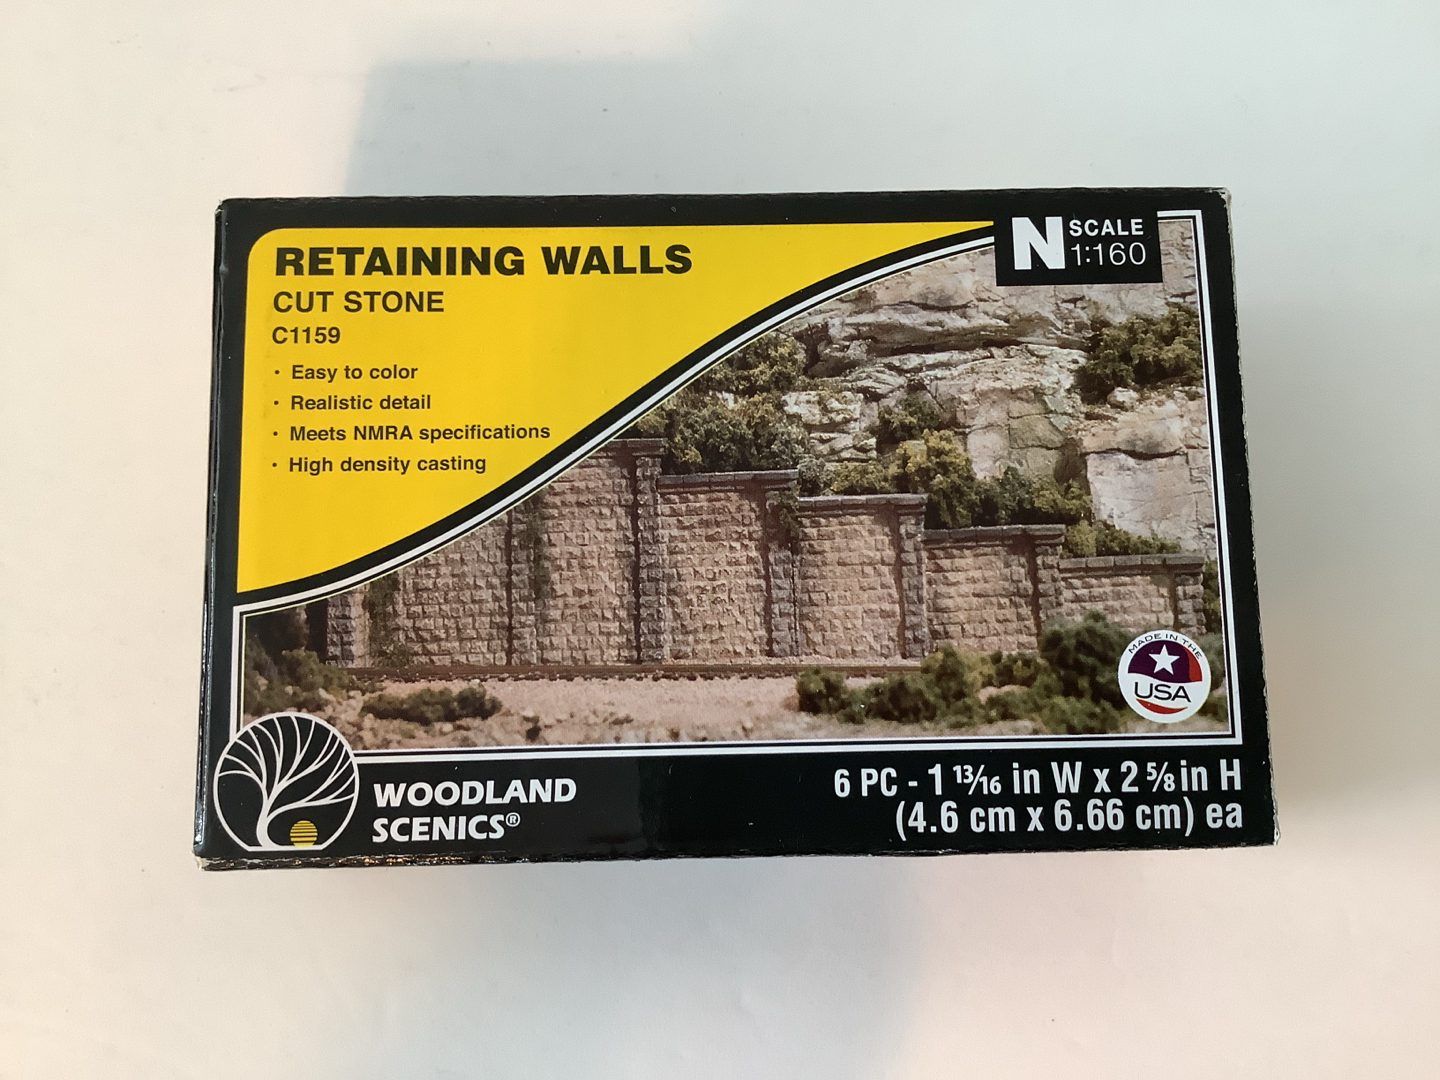 RETAINING WALLS
CUT STONE
C1159
• Easy to color
• Realistic detail
• Meets NMRA specifications
• High density casting
N SCALE
1:160
MADE IN THE
USA
WOODLAND
SCENICS®
6 PC - 1 13/16 in W x 2 5/8 in H
(4.6 cm x 6.66 cm) ea